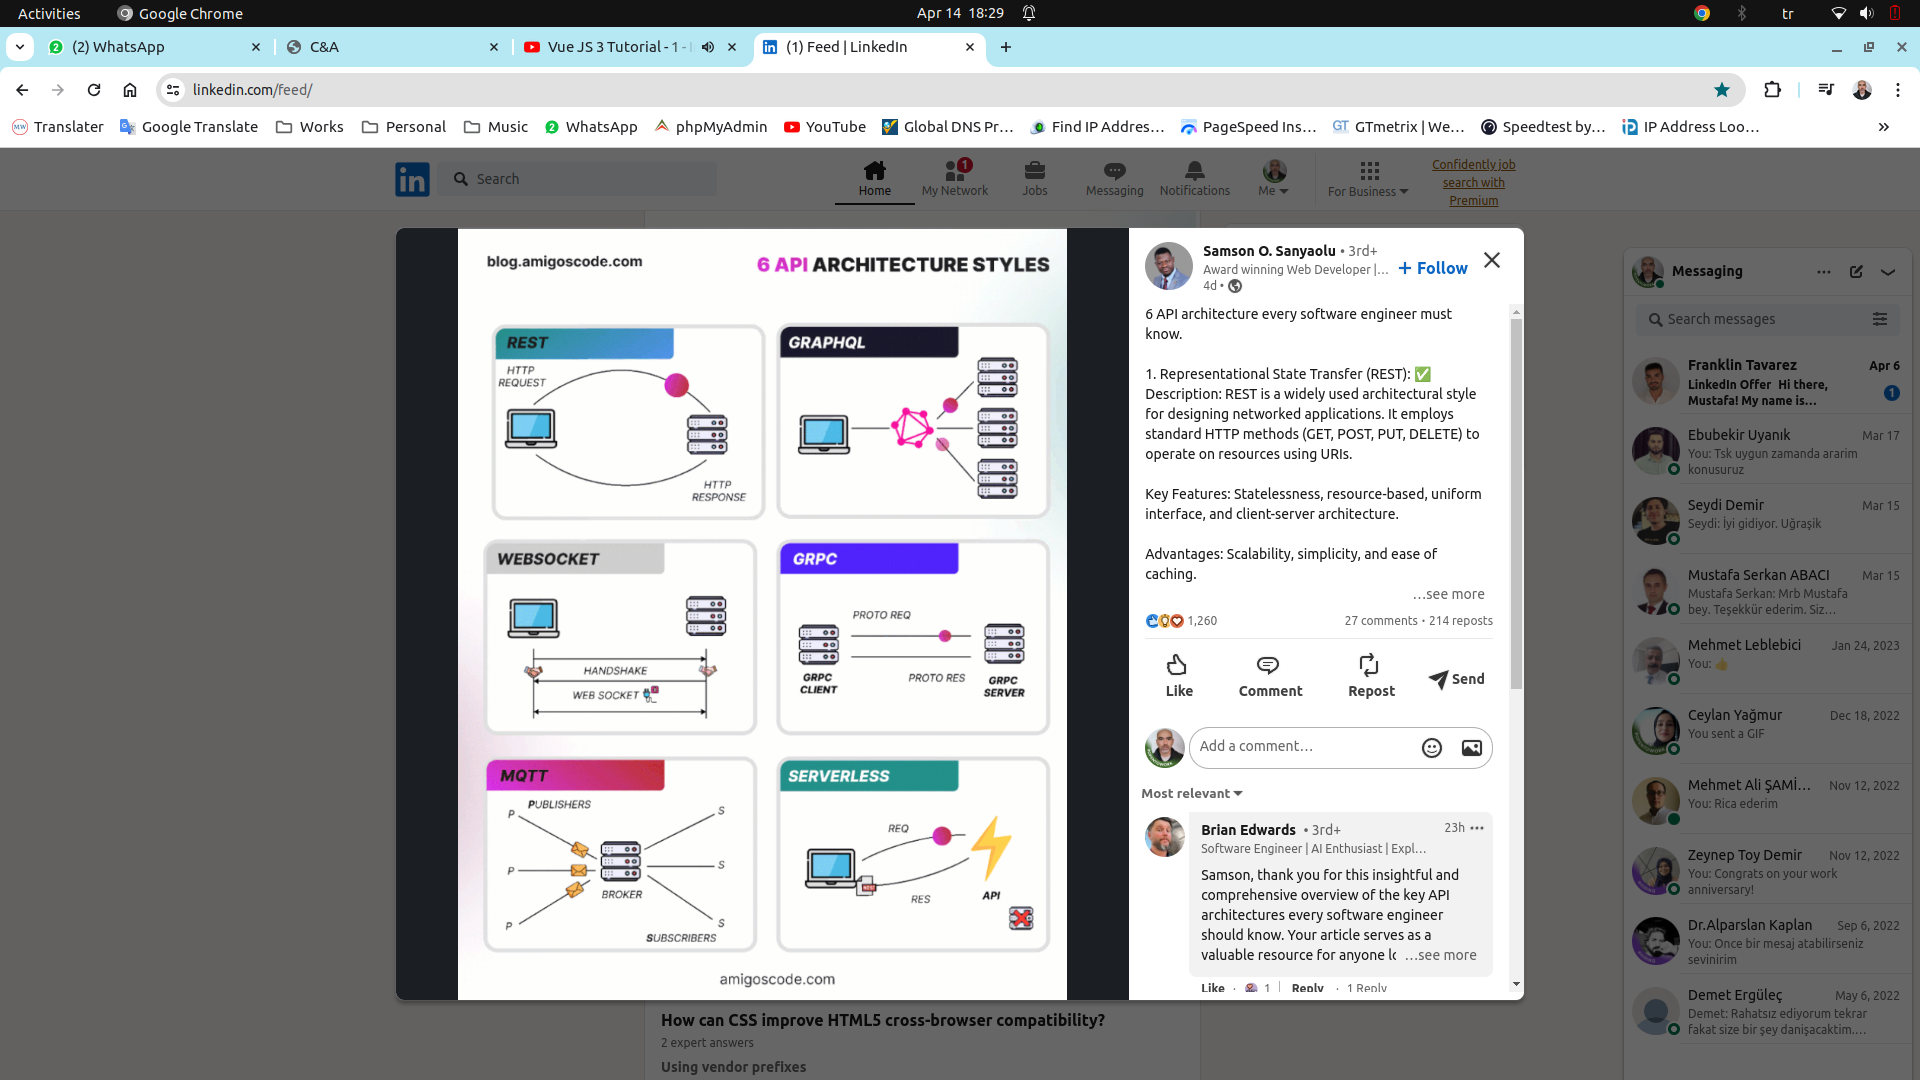 Activities
Google Chrome
Apr 14 18:29
tr
(2) WhatsApp
C&A
Vue JS 3 Tutorial - 1 -
(1) Feed | LinkedIn
linkedin.com/feed/
Translater
Google Translate
Works
Personal
Music
WhatsApp
phpMyAdmin
YouTube
Global DNS Pr…
Find IP Addres…
PageSpeed Ins…
GTmetrix | We…
Speedtest by…
IP Address Loo…
Search
Home
My Network
1
Jobs
Messaging
Notifications
Me
For Business
Confidently job
search with
Premium
blog.amigoscode.com
6 API ARCHITECTURE STYLES
REST
HTTP
REQUEST
HTTP
RESPONSE
GRAPHQL
WEBSOCKET
HANDSHAKE
WEB SOCKET
GRPC
PROTO REQ
PROTO RES
GRPC
CLIENT
GRPC
SERVER
MQTT
PUBLISHERS
P
P
P
S
S
S
BROKER
SUBSCRIBERS
SERVERLESS
REQ
RES
API
amigoscode.com
Samson O. Sanyaolu • 3rd+
Award winning Web Developer |…
4d •
+ Follow
6 API architecture every software engineer must
know.
1. Representational State Transfer (REST): ✅
Description: REST is a widely used architectural style
for designing networked applications. It employs
standard HTTP methods (GET, POST, PUT, DELETE) to
operate on resources using URIs.
Key Features: Statelessness, resource-based, uniform
interface, and client-server architecture.
Advantages: Scalability, simplicity, and ease of
caching.
…see more
1,260
27 comments • 214 reposts
Like
Comment
Repost
Send
Add a comment…
Most relevant
Brian Edwards • 3rd+
23h
Software Engineer | AI Enthusiast | Expl…
Samson, thank you for this insightful and
comprehensive overview of the key API
architectures every software engineer
should know. Your article serves as a
valuable resource for anyone lc …see more
Like · 1 | Reply · 1 Reply
How can CSS improve HTML5 cross-browser compatibility?
2 expert answers
Using vendor prefixes
Messaging
Search messages
Franklin Tavarez
Apr 6
LinkedIn Offer Hi there,
Mustafa! My name is…
1
Ebubekir Uyanık
Mar 17
You: Tsk uygun zamanda ararim
konusuruz
Seydi Demir
Mar 15
Seydi: İyi gidiyor. Uğraşik
Mustafa Serkan ABACI
Mar 15
Mustafa Serkan: Mrb Mustafa
bey. Teşekkür ederim. Siz…
Mehmet Leblebici
Jan 24, 2023
You: 👍
Ceylan Yağmur
Dec 18, 2022
You sent a GIF
Mehmet Ali ŞAMİ…
Nov 12, 2022
You: Rica ederim
Zeynep Toy Demir
Nov 12, 2022
You: Congrats on your work
anniversary!
Dr.Alparslan Kaplan
Sep 6, 2022
You: Once bir mesaj atabilirseniz
sevinirim
Demet Ergüleç
May 6, 2022
Demet: Rahatsız ediyorum tekrar
fakat size bir şey danişacaktim….